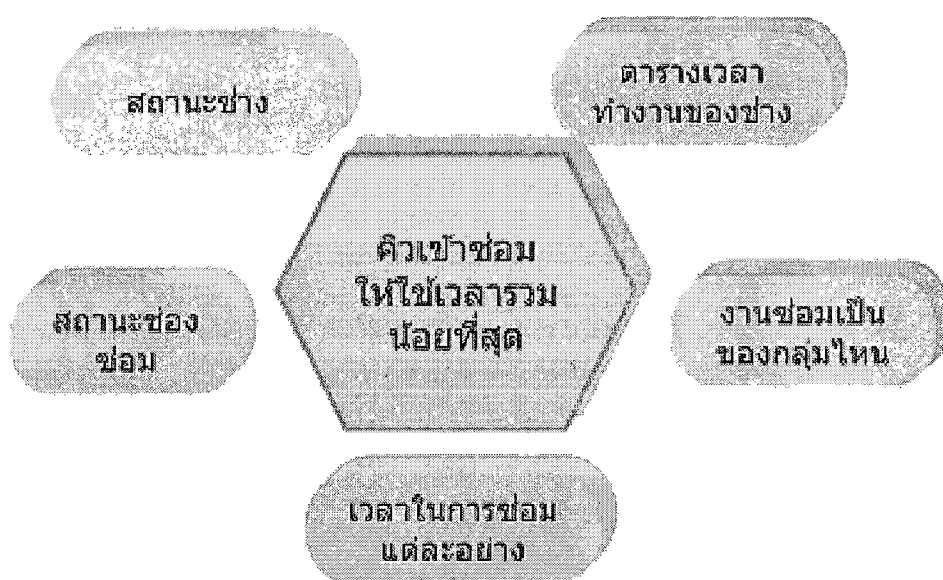 สถานะช่าง
ตารางเวลา
ทำงานของช่าง
คิวเข้าซ่อม
ให้ใช้เวลารวม
น้อยที่สุด
สถานะช่อง
ซ่อม
งานซ่อมเป็น
ของกลุ่มไหน
เวลาในการซ่อม
แต่ละอย่าง